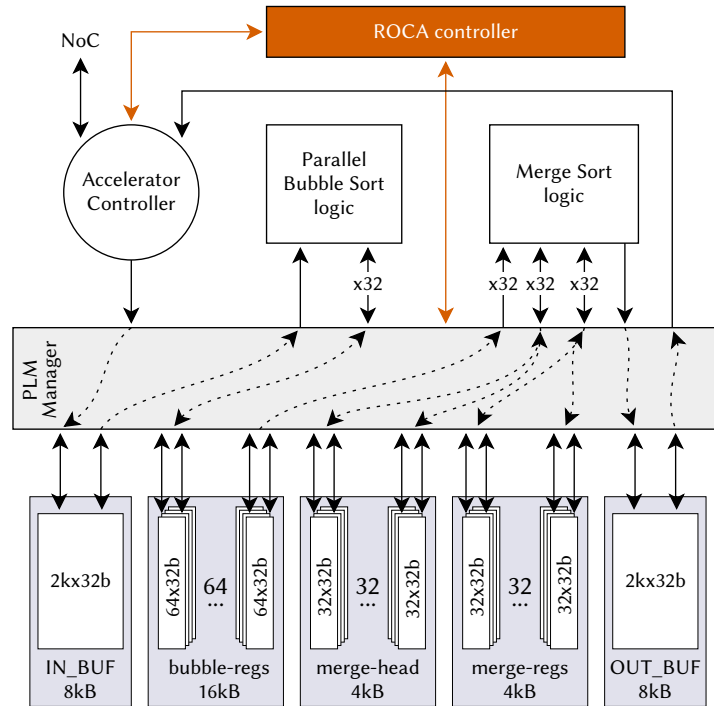 ROCA controller
NoC
Accelerator
Controller
Parallel
Bubble Sort
logic
Merge Sort
logic
x32
x32
x32
x32
PLM
Manager
2kx32b
64x32b
64
...
64x32b
32x32b
32
...
32x32b
32x32b
32
...
32x32b
2kx32b
IN_BUF
8kB
bubble-regs
16kB
merge-head
4kB
merge-regs
4kB
OUT_BUF
8kB